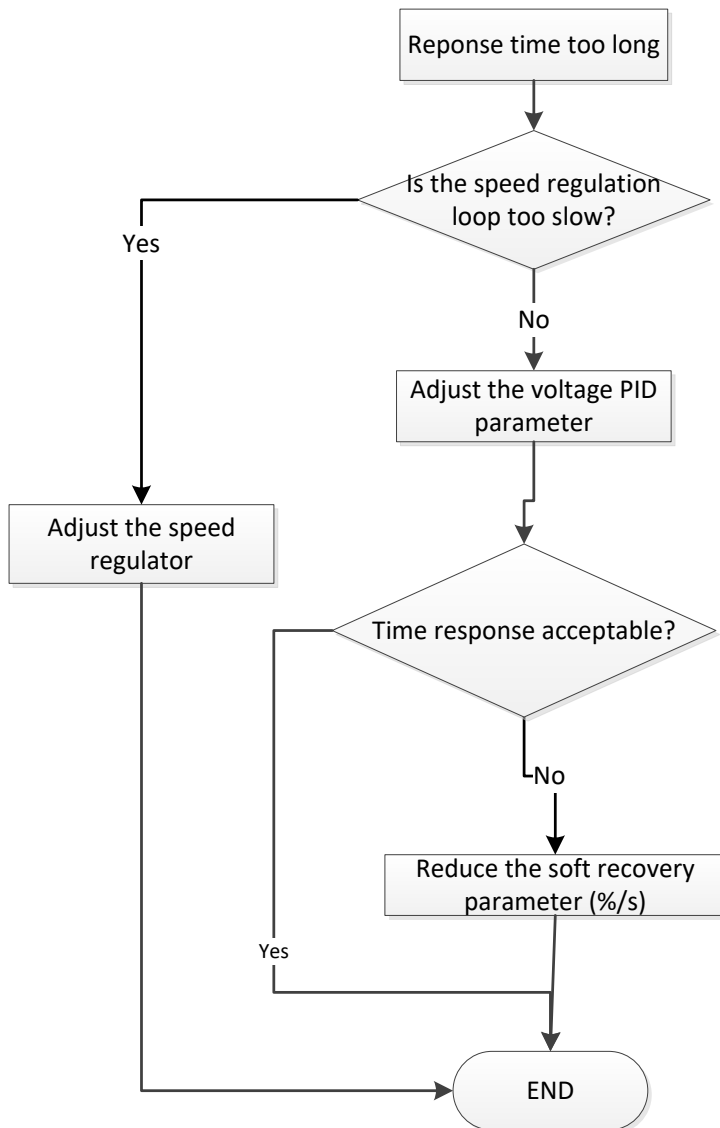 Reponse time too long
Is the speed regulation
loop too slow?
Yes
No
Adjust the voltage PID
parameter
Adjust the speed
regulator
Time response acceptable?
No
Reduce the soft recovery
parameter (%/s)
Yes
END